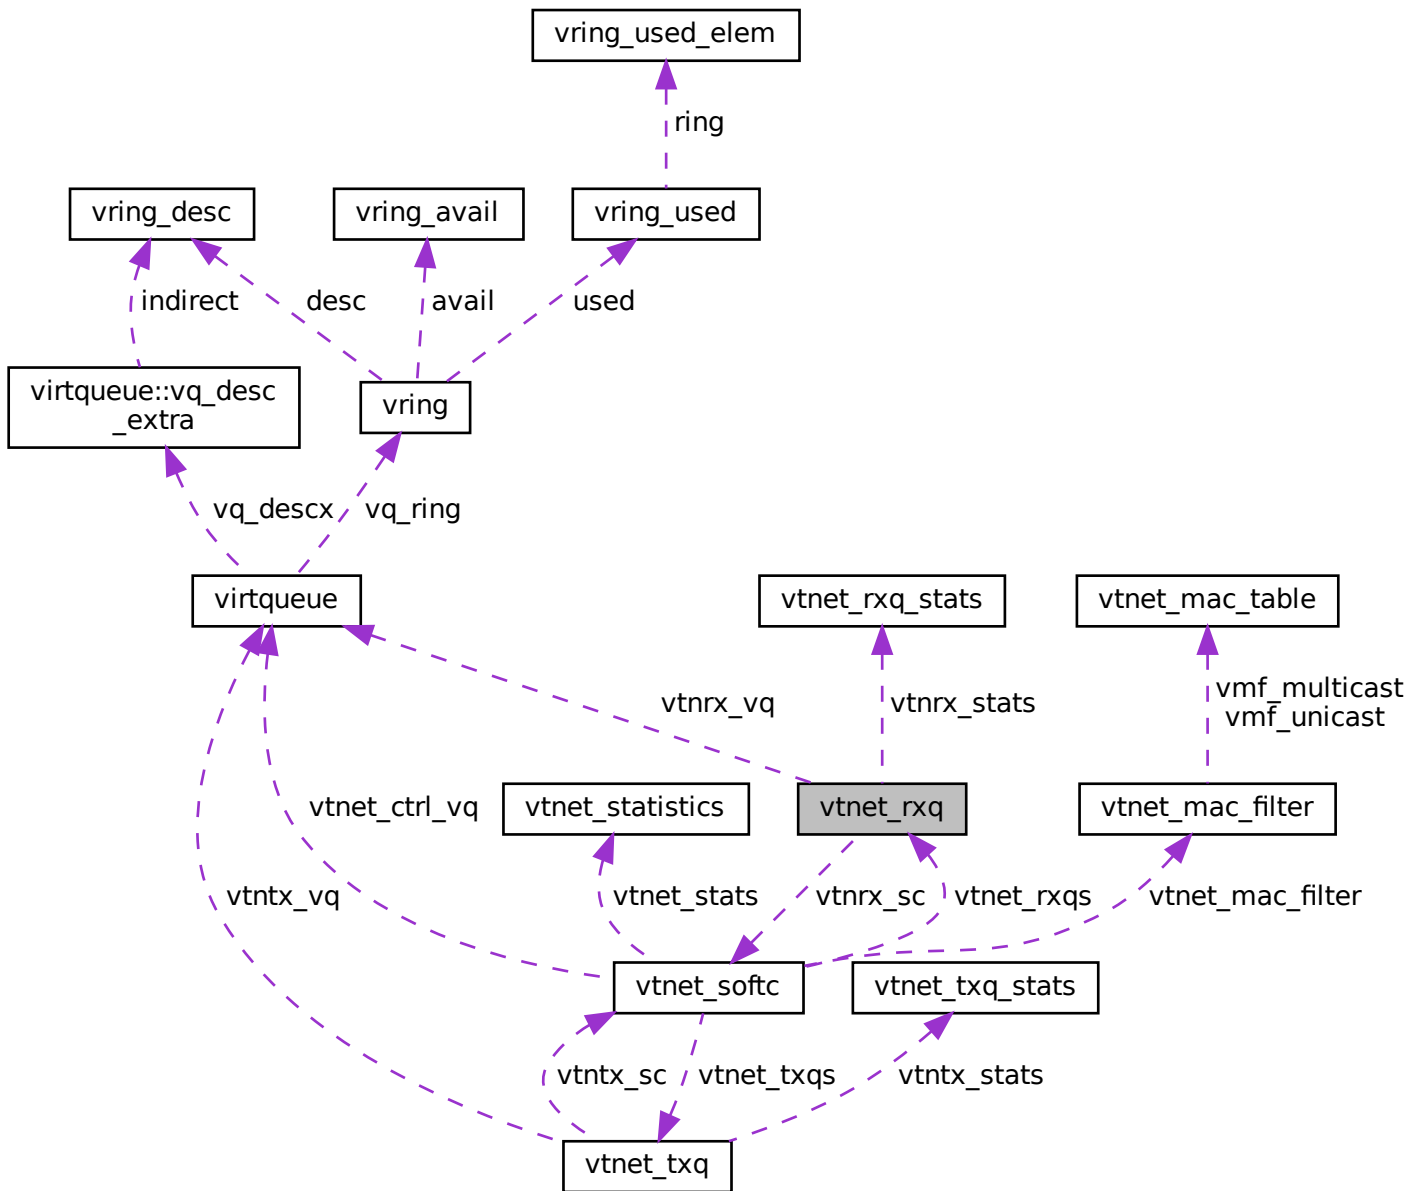 vring_used_elem
ring
vring_desc
vring_avail
vring_used
indirect
desc
avail
used
virtqueue::vq_desc
_extra
vring
vq_descx
vq_ring
virtqueue
vtnet_rxq_stats
vtnet_mac_table
vtnrx_vq
vtnrx_stats
vmf_multicast
vmf_unicast
vtnet_ctrl_vq
vtnet_statistics
vtnet_rxq
vtnet_mac_filter
vtntx_vq
vtnet_stats
vtnrx_sc
vtnet_rxqs
vtnet_mac_filter
vtnet_softc
vtnet_txq_stats
vtntx_sc
vtnet_txqs
vtntx_stats
vtnet_txq